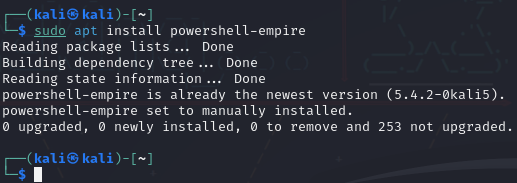 ┌──(kali㉿kali)-[~]
└─$ sudo apt install powershell-empire
Reading package lists... Done
Building dependency tree... Done
Reading state information... Done
powershell-empire is already the newest version (5.4.2-0kali5).
powershell-empire set to manually installed.
0 upgraded, 0 newly installed, 0 to remove and 253 not upgraded.
┌──(kali㉿kali)-[~]
└─$